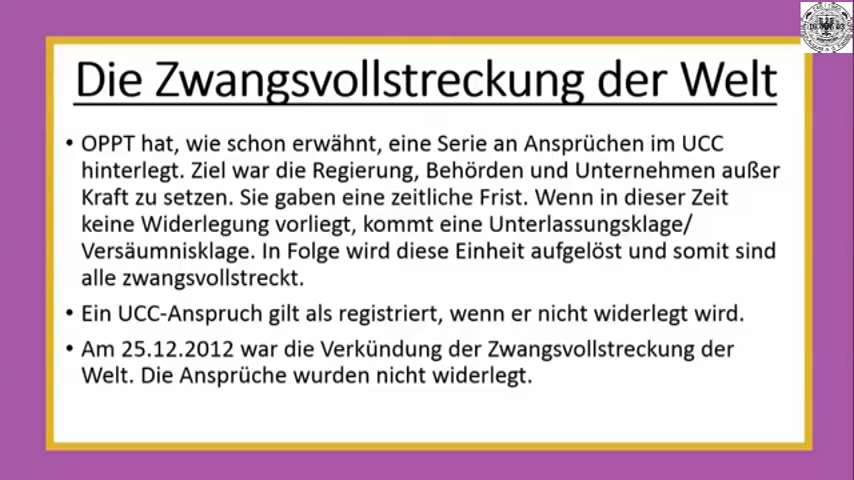 Die Zwangsvollstreckung der Welt
• OPPT hat, wie schon erwähnt, eine Serie an Ansprüchen im UCC
hinterlegt. Ziel war die Regierung, Behörden und Unternehmen außer
Kraft zu setzen. Sie gaben eine zeitliche Frist. Wenn in dieser Zeit
keine Widerlegung vorliegt, kommt eine Unterlassungsklage/
Versäumnisklage. In Folge wird diese Einheit aufgelöst und somit sind
alle zwangsvollstreckt.
• Ein UCC-Anspruch gilt als registriert, wenn er nicht widerlegt wird.
• Am 25.12.2012 war die Verkündung der Zwangsvollstreckung der
Welt. Die Ansprüche wurden nicht widerlegt.